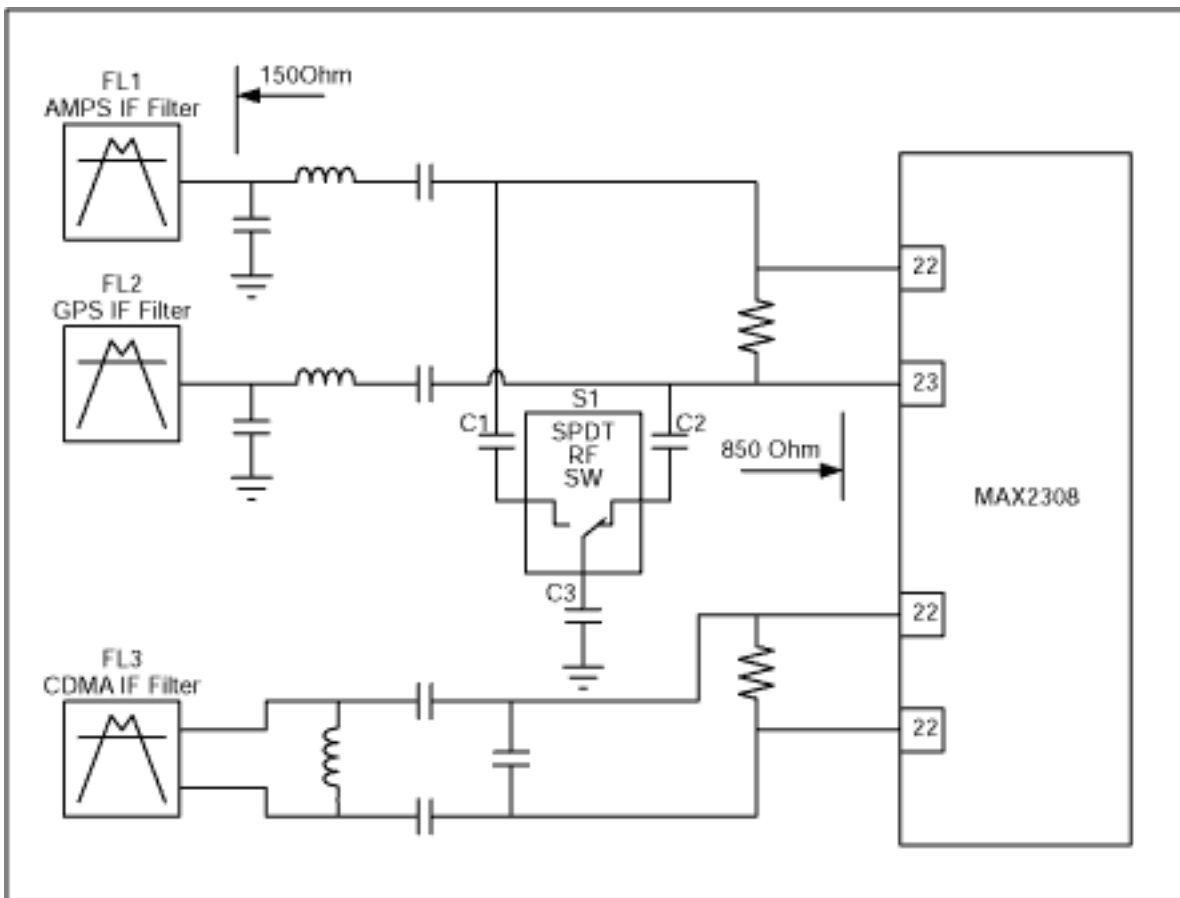 FL1
AMPS IF Filter
150Ohm
FL2
GPS IF Filter
22
23
S1
SPDT
RF
SW
C1
C2
850 Ohm
MAX2308
C3
FL3
CDMA IF Filter
22
22